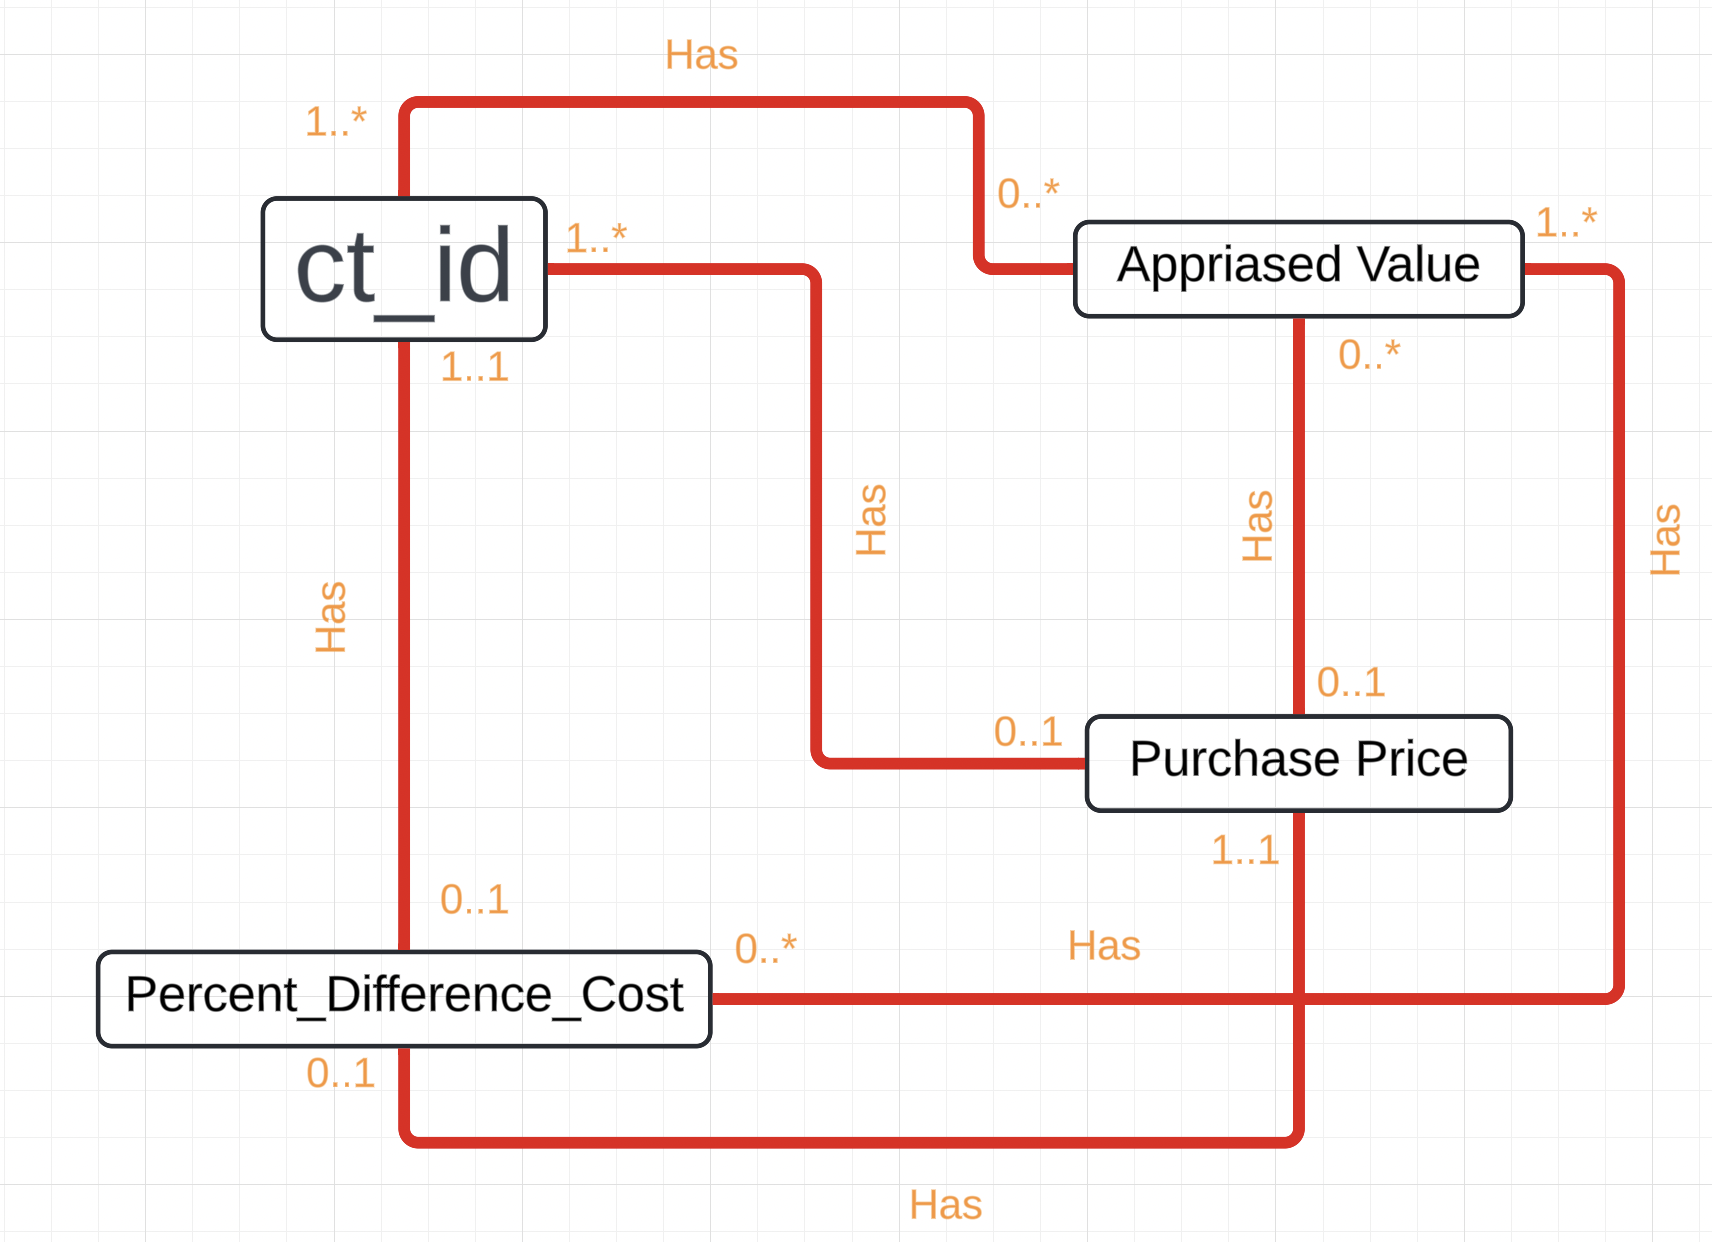 Has
1..*
0..*
1..*
ct_id
1..*
Appriased Value
1..1
0..*
Has
Has
Has
Has
0..1
0..1
Purchase Price
1..1
0..1
0..*
Has
Percent_Difference_Cost
0..1
Has